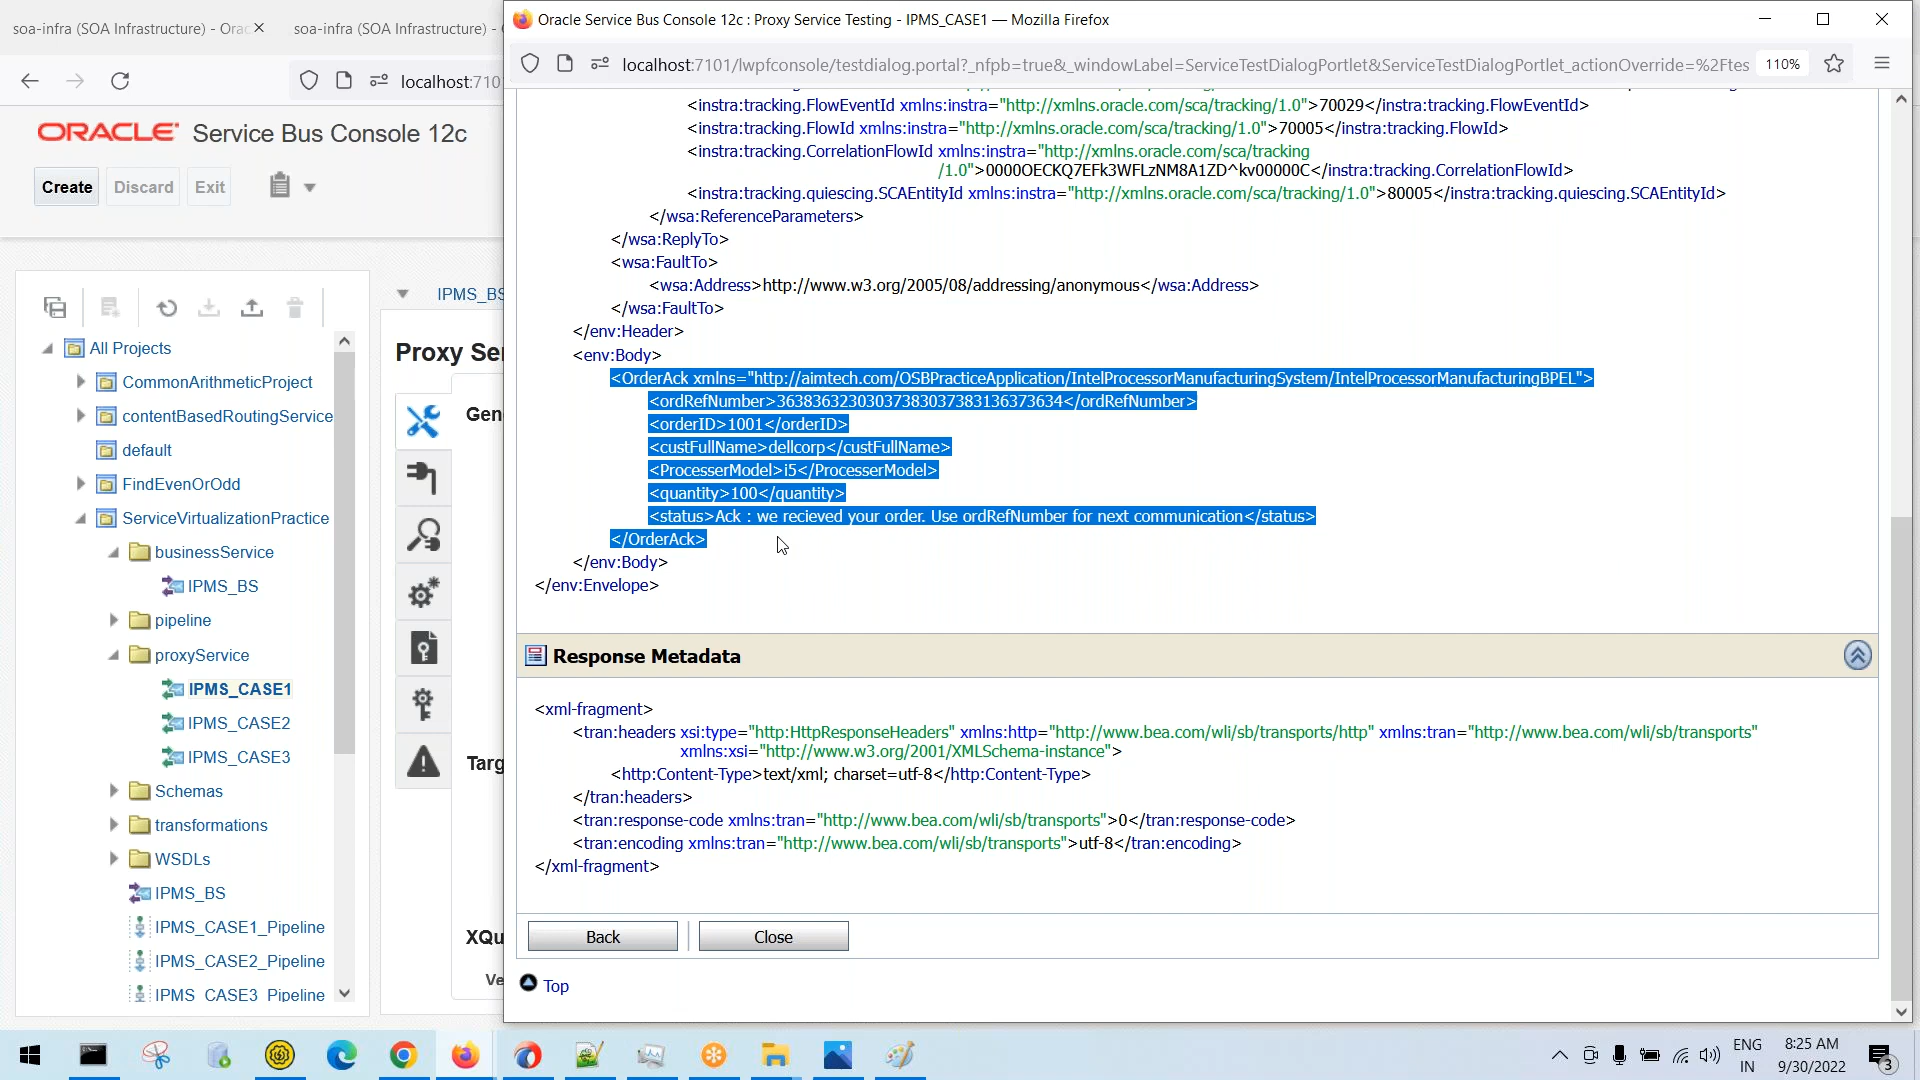 soa-infra (SOA Infrastructure) - Orac
soa-infra (SOA Infrastructure) -
Oracle Service Bus Console 12c : Proxy Service Testing - IPMS_CASE1 — Mozilla Firefox
localhost:710
localhost:7101/lwpfconsole/testdialog.portal?_nfpb=true&_windowLabel=ServiceTestDialogPortlet&ServiceTestDialogPortlet_actionOverride=%2Ftes
110%
ORACLE Service Bus Console 12c
Create
Discard
Exit
All Projects
CommonArithmeticProject
contentBasedRoutingService
default
FindEvenOrOdd
ServiceVirtualizationPractice
businessService
IPMS_BS
pipeline
proxyService
IPMS_CASE1
IPMS_CASE2
IPMS_CASE3
Schemas
transformations
WSDLs
IPMS_BS
IPMS_CASE1_Pipeline
IPMS_CASE2_Pipeline
IPMS_CASE3_Pipeline
IPMS_BS
Proxy Se
Gen
Targ
XQu
Ve
<instra:tracking.FlowEventId xmlns:instra="http://xmlns.oracle.com/sca/tracking/1.0">70029</instra:tracking.FlowEventId>
<instra:tracking.FlowId xmlns:instra="http://xmlns.oracle.com/sca/tracking/1.0">70005</instra:tracking.FlowId>
<instra:tracking.CorrelationFlowId xmlns:instra="http://xmlns.oracle.com/sca/tracking
/1.0">0000OECKQ7EFk3WFLzNM8A1ZD^kv00000C</instra:tracking.CorrelationFlowId>
<instra:tracking.quiescing.SCAEntityId xmlns:instra="http://xmlns.oracle.com/sca/tracking/1.0">80005</instra:tracking.quiescing.SCAEntityId>
</wsa:ReferenceParameters>
</wsa:ReplyTo>
<wsa:FaultTo>
<wsa:Address>http://www.w3.org/2005/08/addressing/anonymous</wsa:Address>
</wsa:FaultTo>
</env:Header>
<env:Body>
<OrderAck xmlns="http://aimtech.com/OSBPracticeApplication/IntelProcessorManufacturingSystem/IntelProcessorManufacturingBPEL">
<ordRefNumber>36383632303037383037383136373634</ordRefNumber>
<orderID>1001</orderID>
<custFullName>dellcorp</custFullName>
<ProcesserModel>i5</ProcesserModel>
<quantity>100</quantity>
<status>Ack : we recieved your order. Use ordRefNumber for next communication</status>
</OrderAck>
</env:Body>
</env:Envelope>
Response Metadata
<xml-fragment>
<tran:headers xsi:type="http:HttpResponseHeaders" xmlns:http="http://www.bea.com/wli/sb/transports/http" xmlns:tran="http://www.bea.com/wli/sb/transports"
xmlns:xsi="http://www.w3.org/2001/XMLSchema-instance">
<http:Content-Type>text/xml; charset=utf-8</http:Content-Type>
</tran:headers>
<tran:response-code xmlns:tran="http://www.bea.com/wli/sb/transports">0</tran:response-code>
<tran:encoding xmlns:tran="http://www.bea.com/wli/sb/transports">utf-8</tran:encoding>
</xml-fragment>
Back
Close
Top
ENG
IN
8:25 AM
9/30/2022
3